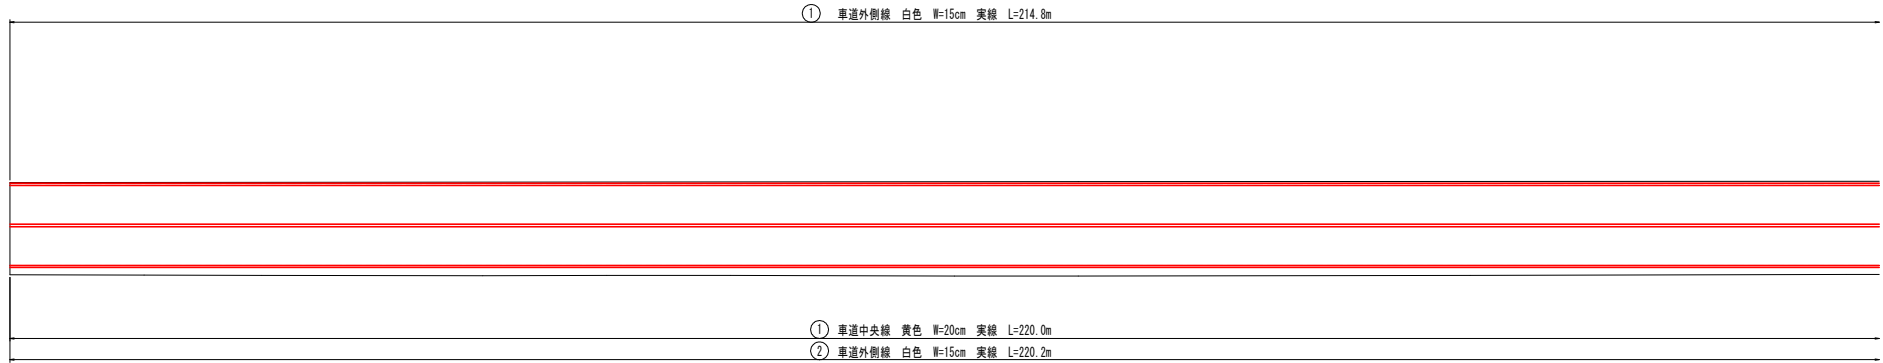 ① 車道外側線 白色 W=15cm 実線 L=214.8m
① 車道中央線 黄色 W=20cm 実線 L=220.0m
② 車道外側線 白色 W=15cm 実線 L=220.2m